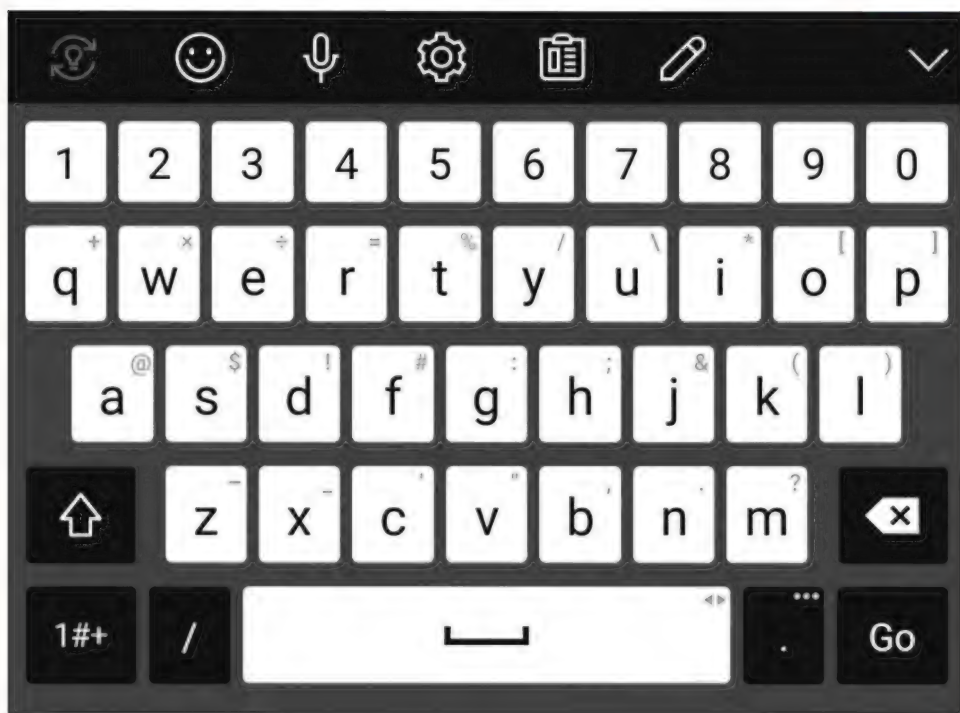 1 2 3 4 5 6 7 8 9 0
+ × ÷ = % / \ * [ ]
q w e r t y u i o p
@ $ ! # : ; & ( )
a s d f g h j k l
- _ ' " , . ?
z x c v b n m
1#+ / . Go